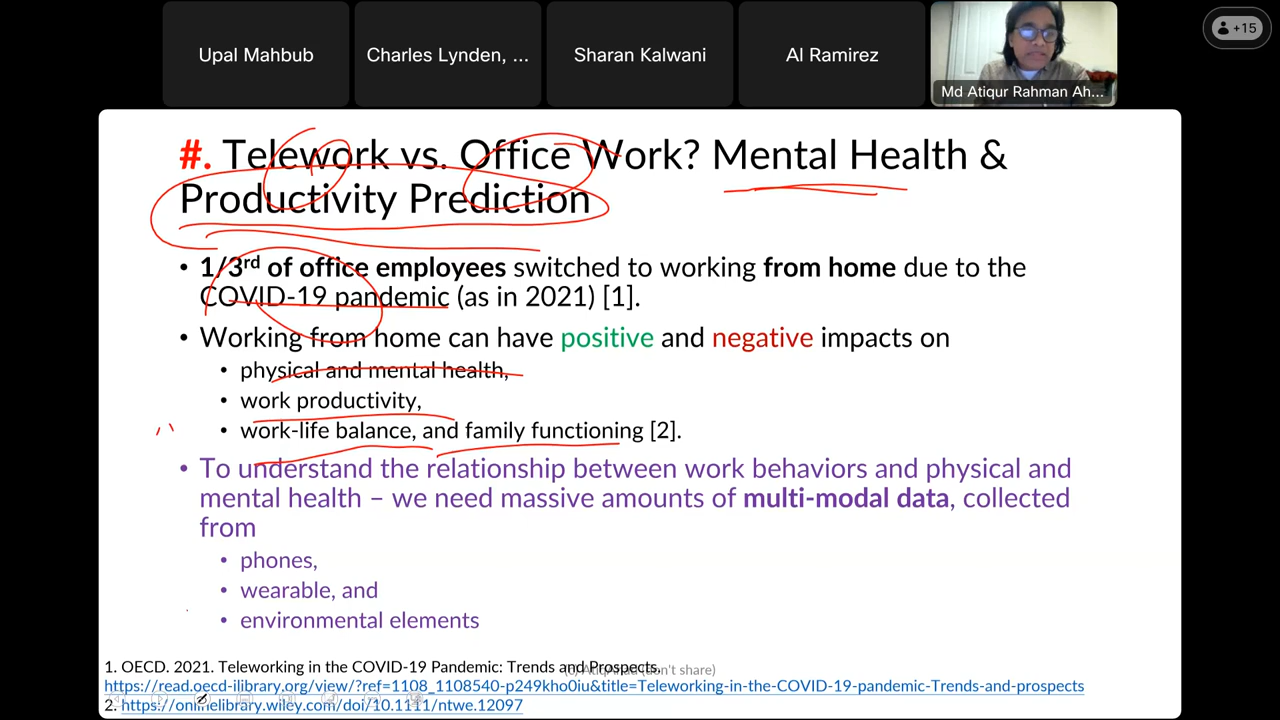 Upal Mahbub
Charles Lynden, ...
Sharan Kalwani
Al Ramirez
Md Atiqur Rahman Ah...
+15
#. Telework vs. Office Work? Mental Health &
Productivity Prediction
• 1/3rd of office employees switched to working from home due to the
COVID-19 pandemic (as in 2021) [1].
• Working from home can have positive and negative impacts on
• physical and mental health,
• work productivity,
• work-life balance, and family functioning [2].
• To understand the relationship between work behaviors and physical and
mental health – we need massive amounts of multi-modal data, collected
from
• phones,
• wearable, and
• environmental elements
1. OECD. 2021. Teleworking in the COVID-19 Pandemic: Trends and Prospects.
(don't share)
https://read.oecd-ilibrary.org/view/?ref=1108_1108540-p249kho0iu&title=Teleworking-in-the-COVID-19-pandemic-Trends-and-prospects
2. https://onlinelibrary.wiley.com/doi/10.1111/ntwe.12097